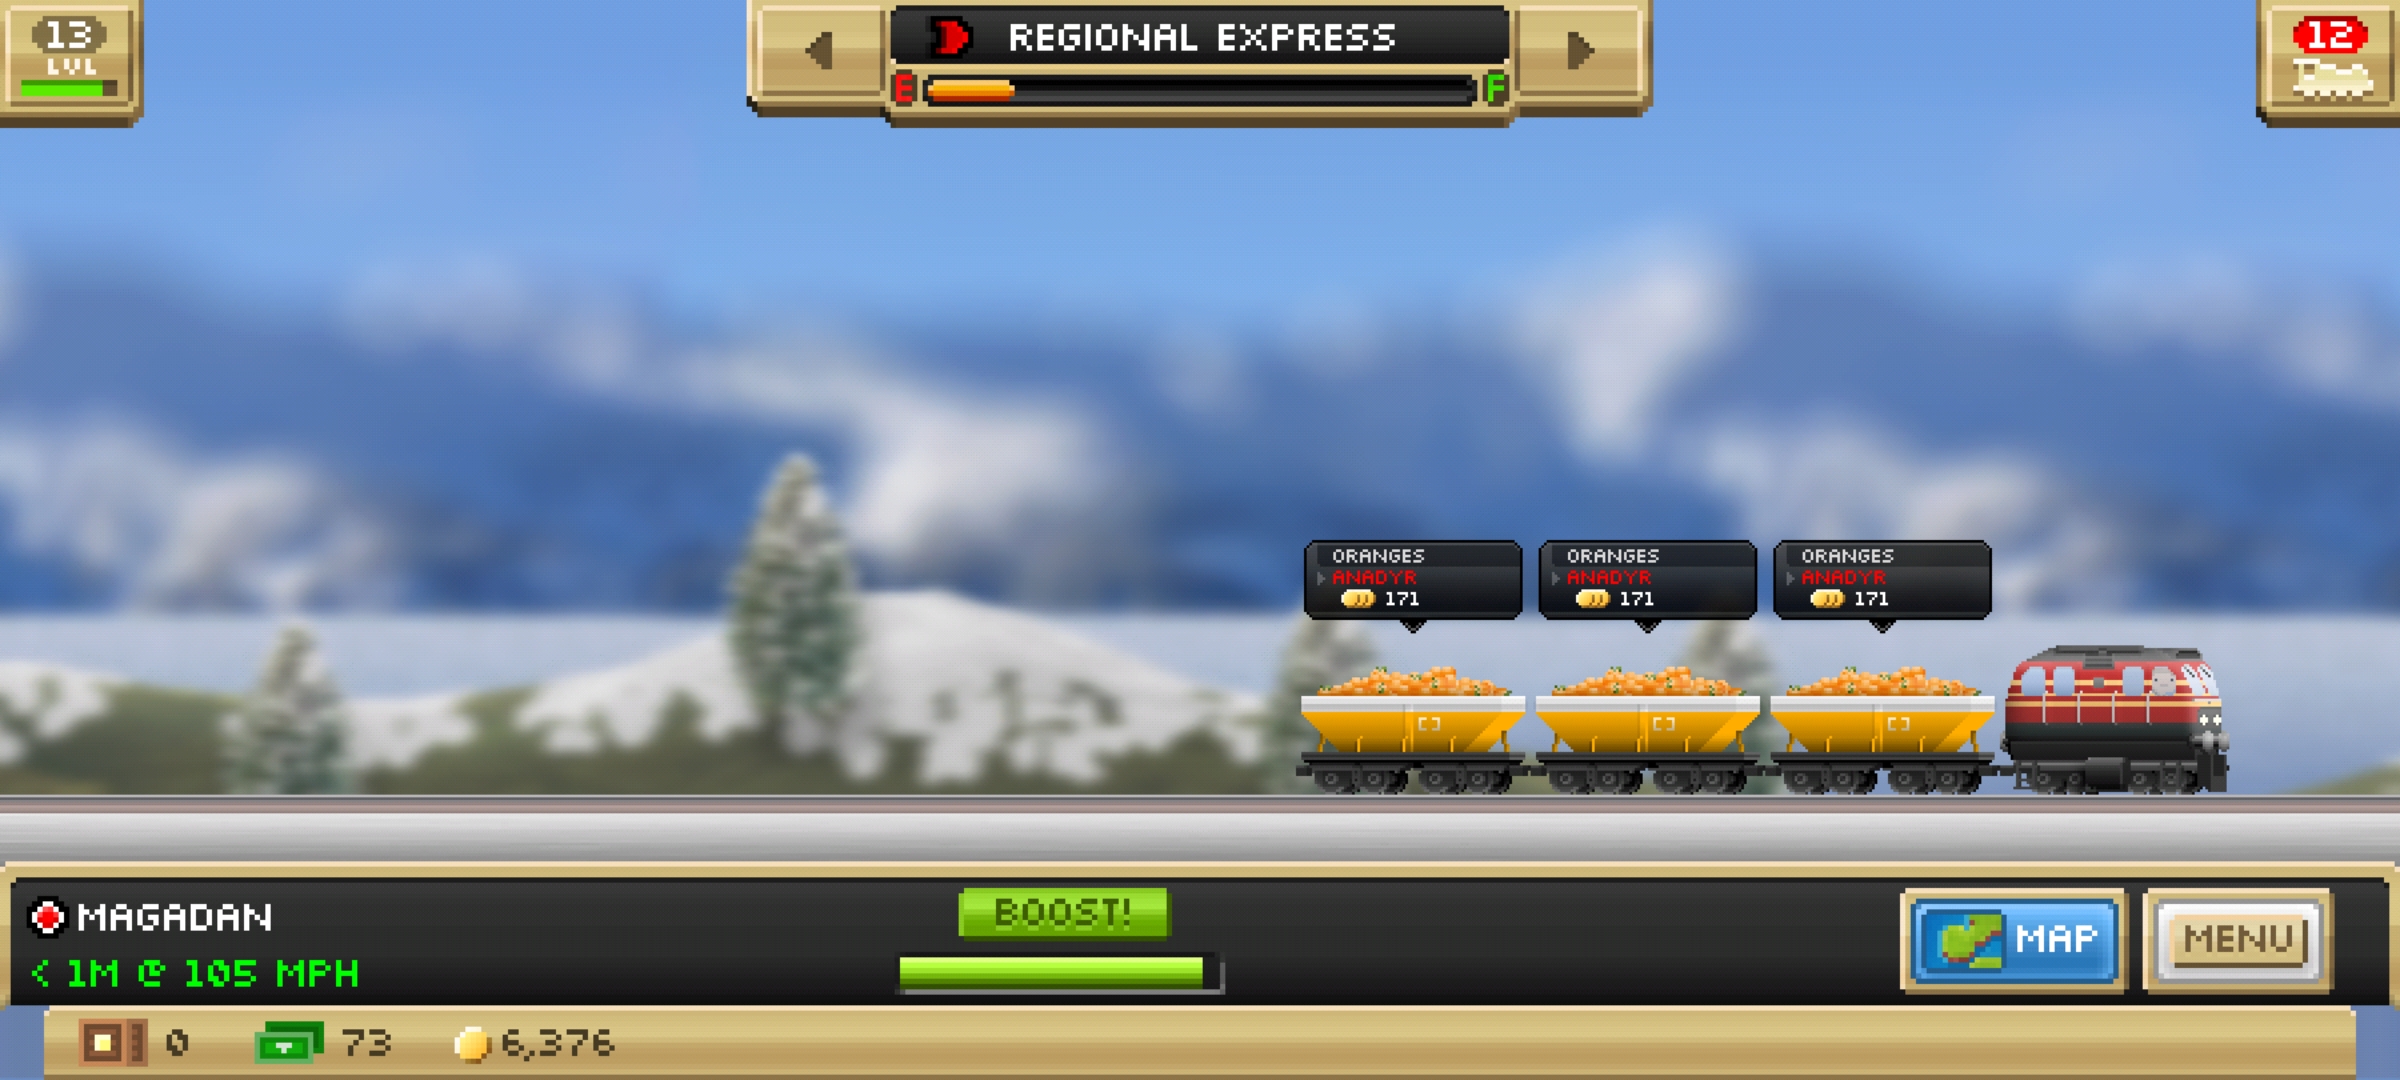 13
LVL
REGIONAL EXPRESS
E F
12
ORANGES
ANADYR
171
ORANGES
ANADYR
171
ORANGES
ANADYR
171
MAGADAN
< 1M @ 105 MPH
BOOST!
MAP
MENU
0
73
6,376